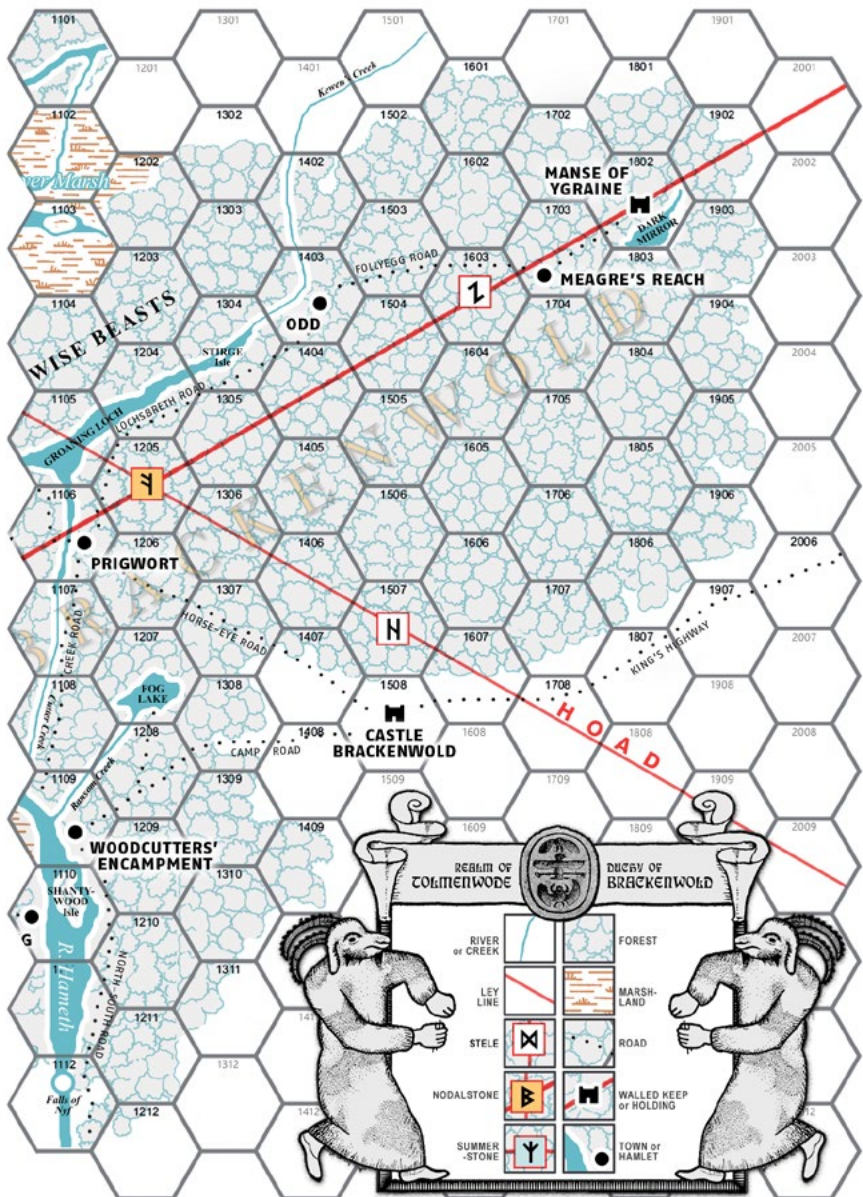 1101
1301
1501
1701
1901
1201
1401
1601
1801
2001
Kewen's Creek
1102
1302
1502
1702
1902
1202
1402
1602
1802
2002
MANSE OF
YGRAINE
ver Marsh
1103
1303
1503
1703
1903
DARK
MIRROR
1203
1403
1603
1803
2003
FOLLYEGG ROAD
MEAGRE'S REACH
1104
1304
1504
1704
1904
ODD
WISE BEASTS
1204
STIRGE
Isle
1404
1604
1804
2004
1105
LOCHSBRETH ROAD
1305
1505
1705
1905
GROANING LOCH
1205
1405
1605
1805
2005
BRACKENWOLD
1106
1306
1506
1706
1906
1206
1406
1606
1806
2006
PRIGWORT
1107
1307
1507
1707
1907
HORSE-EYE ROAD
CREEK ROAD
1207
1407
1607
1807
2007
KING'S HIGHWAY
1108
1308
1508
1708
1908
FOG
LAKE
HOAD
1208
1408
1608
1808
2008
CASTLE
BRACKENWOLD
CAMP ROAD
Ransom Creek
1109
1309
1509
1709
1909
1209
1409
1609
1809
2009
WOODCUTTERS'
ENCAMPMENT
REALM OF
TOLMENWODE
DUCHY OF
BRACKENWOLD
1110
1310
SHANTY-
WOOD
Isle
1210
G
R. Hameth
NORTH-SOUTH ROAD
1311
1211
1112
1312
Falls of
Nyf
1212
1412
RIVER
or CREEK
FOREST
LEY
LINE
MARSH-
LAND
STELE
ROAD
NODALSTONE
WALLED KEEP
or HOLDING
SUMMER
-STONE
TOWN or
HAMLET